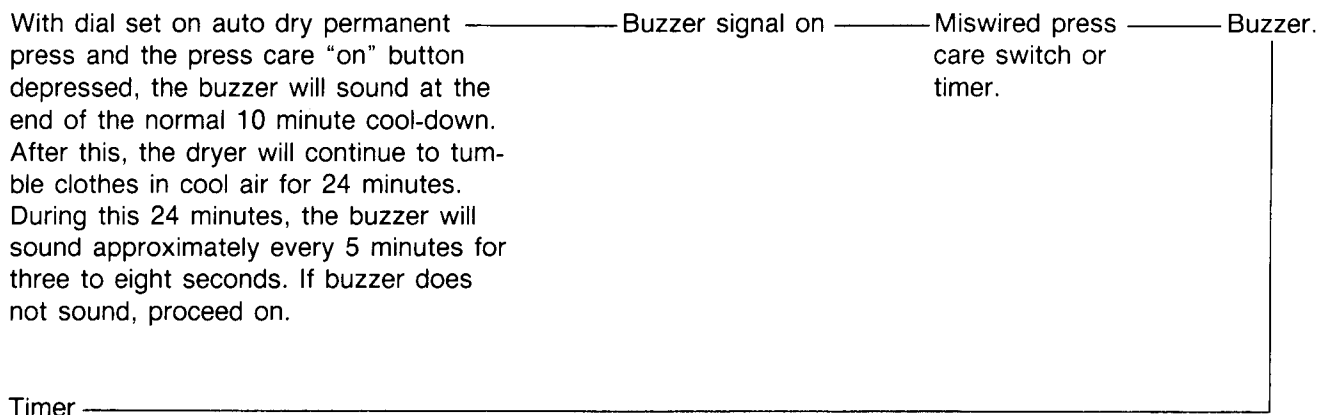 With dial set on auto dry permanent
press and the press care “on” button
depressed, the buzzer will sound at the
end of the normal 10 minute cool-down.
After this, the dryer will continue to tum-
ble clothes in cool air for 24 minutes.
During this 24 minutes, the buzzer will
sound approximately every 5 minutes for
three to eight seconds. If buzzer does
not sound, proceed on.
Buzzer signal on
Miswired press
care switch or
timer.
Buzzer.
Timer